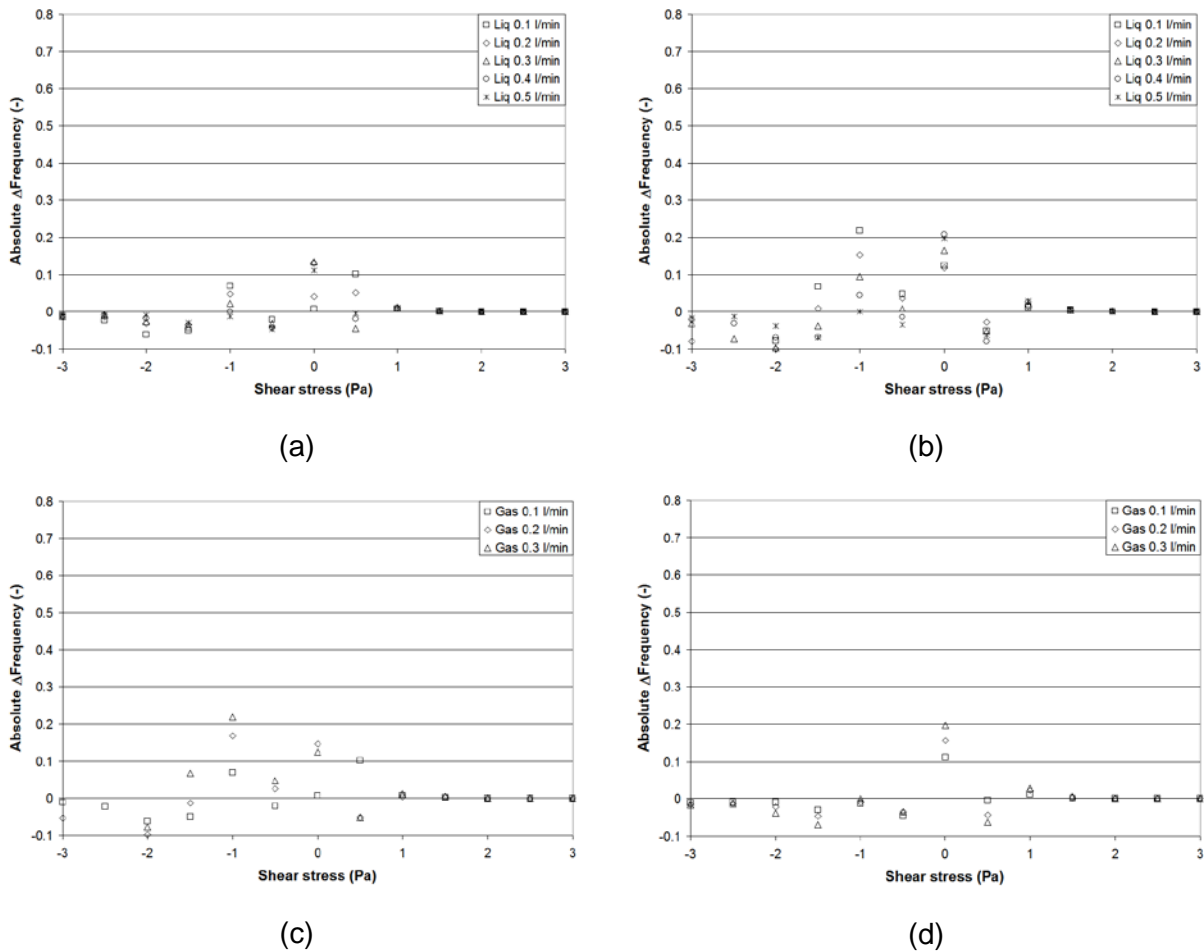 0.8
0.7
0.6
0.5
0.4
0.3
0.2
0.1
0
-0.1
-3 -2 -1 0 1 2 3
Absolute ΔFrequency (-)
Shear stress (Pa)
Liq 0.1 l/min
Liq 0.2 l/min
Liq 0.3 l/min
Liq 0.4 l/min
Liq 0.5 l/min
(a)
0.8
0.7
0.6
0.5
0.4
0.3
0.2
0.1
0
-0.1
-3 -2 -1 0 1 2 3
Absolute ΔFrequency (-)
Shear stress (Pa)
Liq 0.1 l/min
Liq 0.2 l/min
Liq 0.3 l/min
Liq 0.4 l/min
Liq 0.5 l/min
(b)
0.8
0.7
0.6
0.5
0.4
0.3
0.2
0.1
0
-0.1
-3 -2 -1 0 1 2 3
Absolute ΔFrequency (-)
Shear stress (Pa)
Gas 0.1 l/min
Gas 0.2 l/min
Gas 0.3 l/min
(c)
0.8
0.7
0.6
0.5
0.4
0.3
0.2
0.1
0
-0.1
-3 -2 -1 0 1 2 3
Absolute ΔFrequency (-)
Shear stress (Pa)
Gas 0.1 l/min
Gas 0.2 l/min
Gas 0.3 l/min
(d)